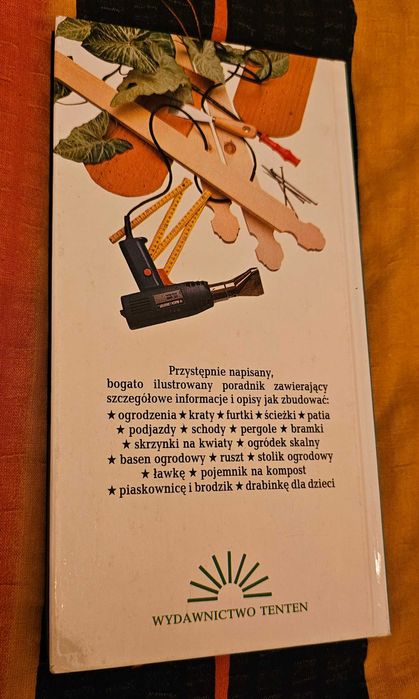 Przystępnie napisany,
bogato ilustrowany poradnik zawierający
szczegółowe informacje i opisy jak zbudować:
★ ogrodzenia ★ kraty ★ furtki ★ ścieżki ★ patia
★ podjazdy ★ schody ★ pergole ★ bramki
★ skrzynki na kwiaty ★ ogródek skalny
★ basen ogrodowy ★ ruszt ★ stolik ogrodowy
★ ławkę ★ pojemnik na kompost
★ piaskownicę i brodzik ★ drabinkę dla dzieci
WYDAWNICTWO TENTEN